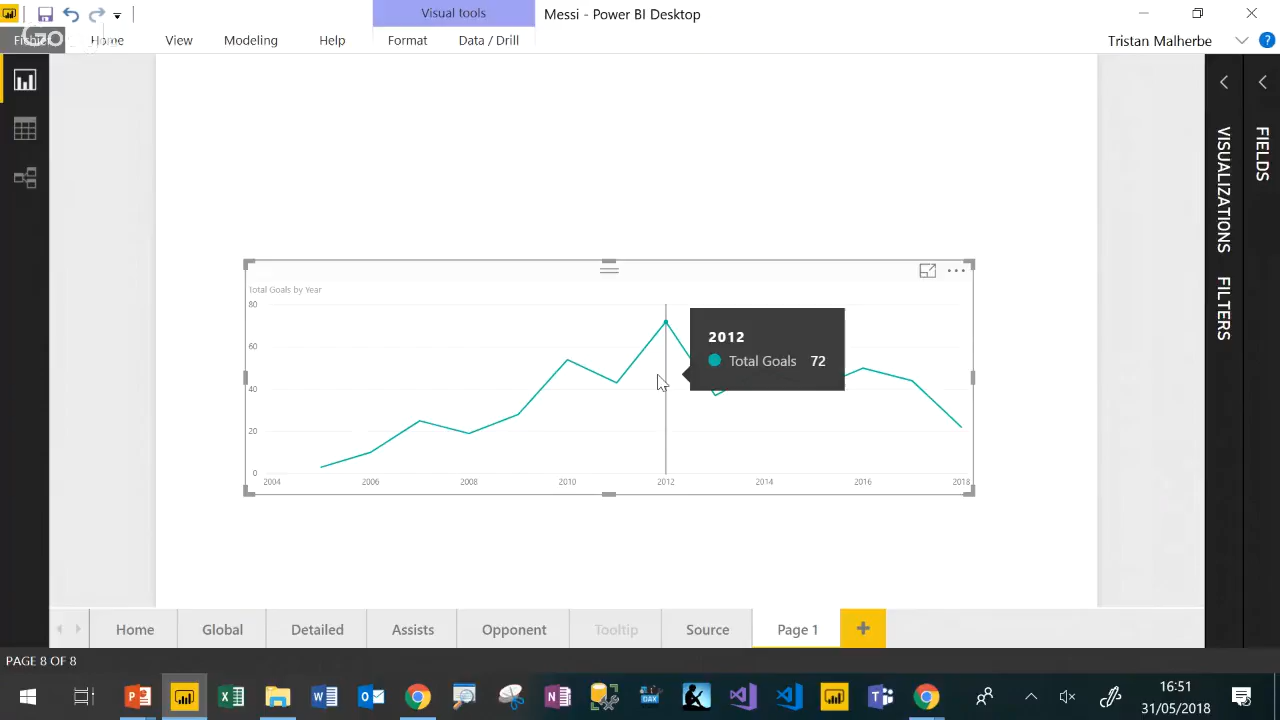 Visual tools
Messi - Power BI Desktop
Go
Home
View
Modeling
Help
Format
Data / Drill
Tristan Malherbe
?
VISUALIZATIONS
FILTERS
FIELDS
Total Goals by Year
80
60
40
20
0
2004
2006
2008
2010
2012
2014
2016
2018
2012
Total Goals 72
Home
Global
Detailed
Assists
Opponent
Tooltip
Source
Page 1
+
PAGE 8 OF 8
16:51
31/05/2018